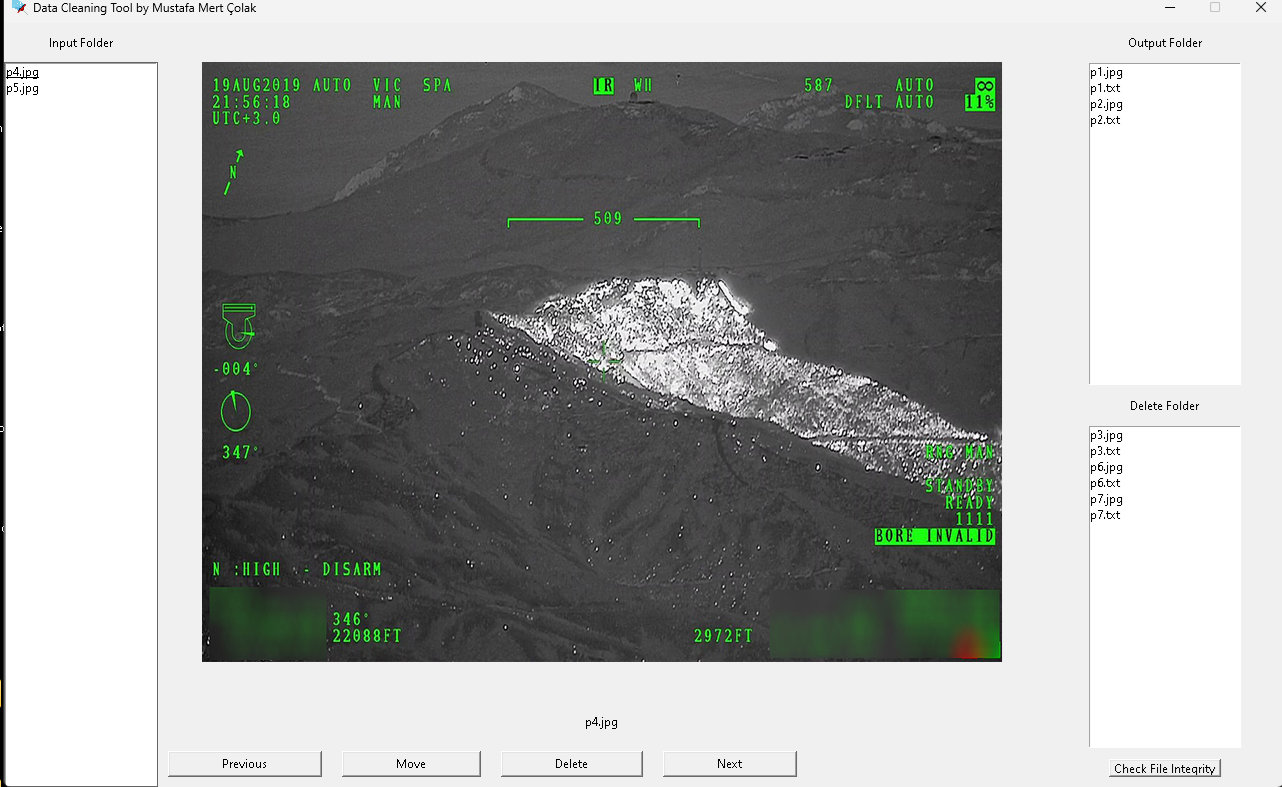 Data Cleaning Tool by Mustafa Mert Çolak
Input Folder
p4.jpg
p5.jpg
19AUG2019 AUTO VIC SPA
21:56:18 MAN
UTC+3.0
IR WH
587 AUTO
DFLT AUTO
∞
11%
N
509
-004°
347°
RNG MAN
STANDBY
READY
1111
BORE INVALID
N :HIGH - DISARM
346°
22088FT
2972FT
p4.jpg
Previous
Move
Delete
Next
Output Folder
p1.jpg
p1.txt
p2.jpg
p2.txt
Delete Folder
p3.jpg
p3.txt
p6.jpg
p6.txt
p7.jpg
p7.txt
Check File Integrity